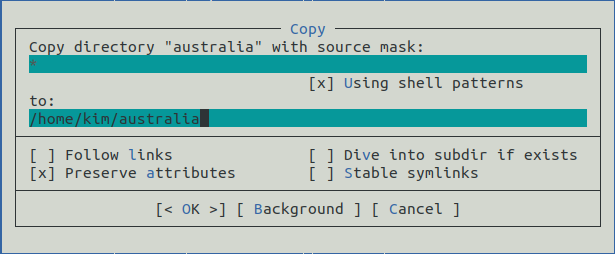 Copy
Copy directory "australia" with source mask:
*
[x] Using shell patterns
to:
/home/kim/australia
[ ] Follow links [ ] Dive into subdir if exists
[x] Preserve attributes [ ] Stable symlinks
[< OK >] [ Background ] [ Cancel ]